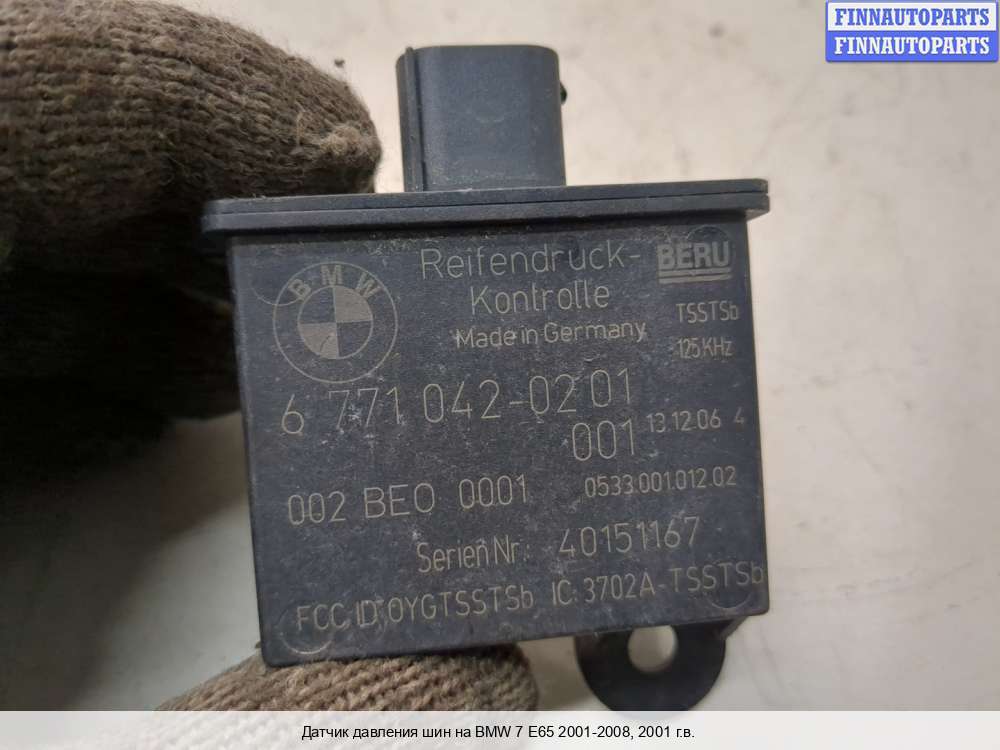 FINNAUTOPARTS
FINNAUTOPARTS
BMW
Reifendruck-
Kontrolle
Made in Germany
BERU
TSSTSb
125KHz
6 771 042-02 01
001 13.12.06 4
002 BE0 0001 0533.001.012.02
Serien Nr.: 40151167
FCC ID: OYGTSSTSb IC: 3702A-TSSTSb
Датчик давления шин на BMW 7 E65 2001-2008, 2001 г.в.